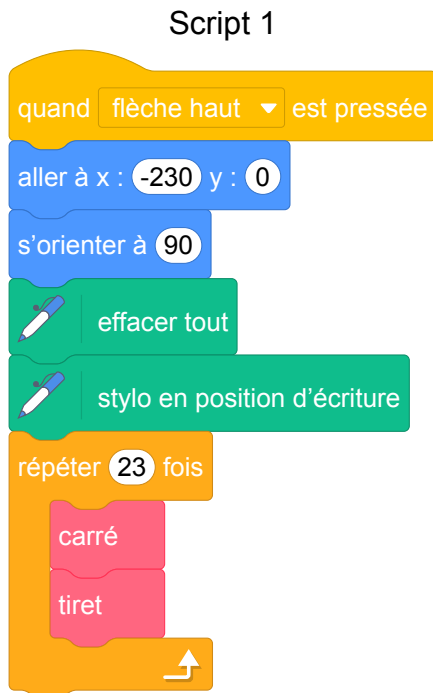 Script 1
quand flèche haut est pressée
aller à x : -230 y : 0
s’orienter à 90
effacer tout
stylo en position d’écriture
répéter 23 fois
carré
tiret